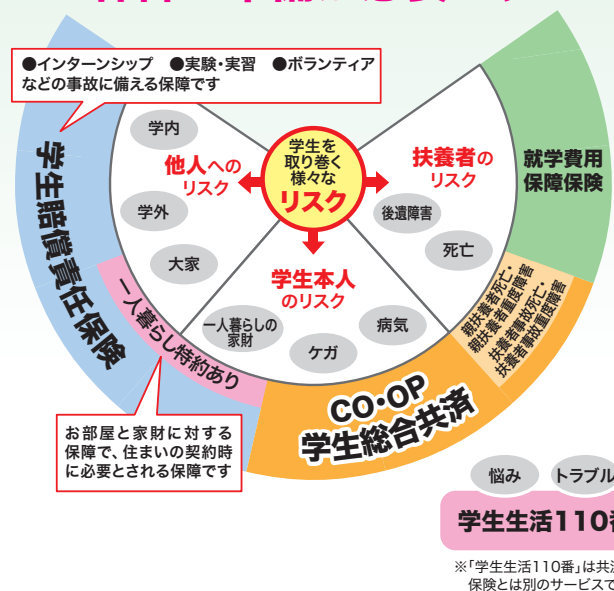 ●インターンシップ ●実験・実習 ●ボランティア
などの事故に備える保障です
学生を
取り巻く
様々な
リスク
他人への
リスク
学内
学外
大家
扶養者の
リスク
後遺障害
死亡
学生本人
のリスク
一人暮らしの
家財
ケガ
病気
学生賠償責任保険
一人暮らし特約あり
就学費用
保障保険
親扶養者死亡・
親扶養者重度障害
扶養者事故死亡・
扶養者事故重度障害
CO・OP
学生総合共済
お部屋と家財に対する
保障で、住まいの契約時
に必要とされる保障です
悩み
トラブル
学生生活110番
※「学生生活110番」は共済
保険とは別のサービスで